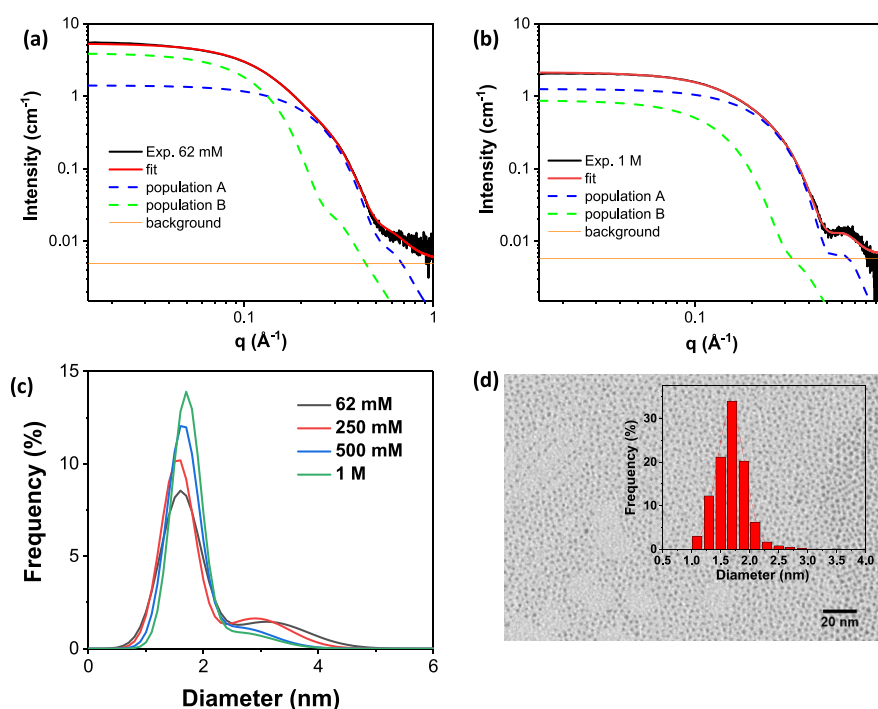 (a)
10
1
0.1
0.01
Intensity (cm⁻¹)
Exp. 62 mM
fit
population A
population B
background
0.1
1
q (Å⁻¹)
(b)
10
1
0.1
0.01
Intensity (cm⁻¹)
Exp. 1 M
fit
population A
population B
background
0.1
q (Å⁻¹)
(c)
15
10
5
0
Frequency (%)
62 mM
250 mM
500 mM
1 M
0 2 4 6
Diameter (nm)
(d)
30
20
10
0
Frequency (%)
0.5 1.0 1.5 2.0 2.5 3.0 3.5 4.0
Diameter (nm)
20 nm